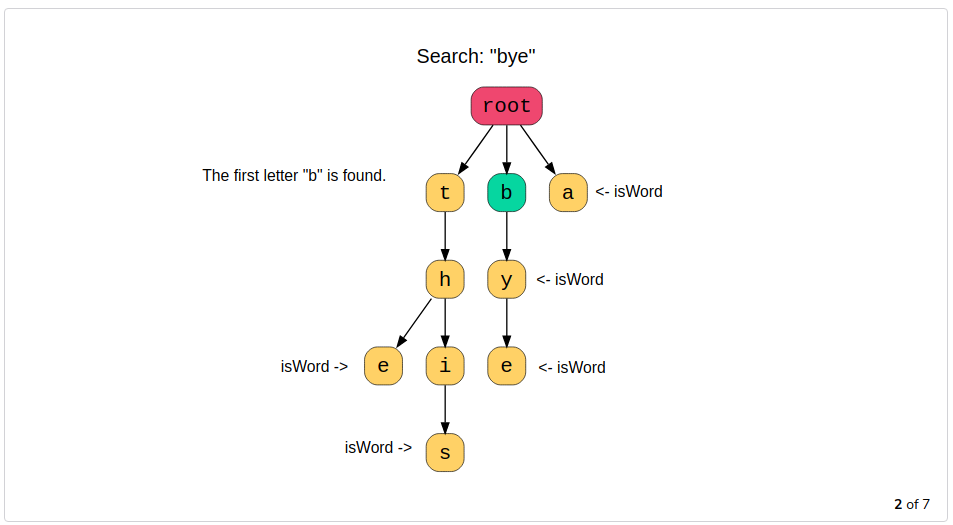 Search: "bye"
root
The first letter "b" is found.
t b a <- isWord
h y <- isWord
isWord -> e i e <- isWord
isWord -> s
2 of 7